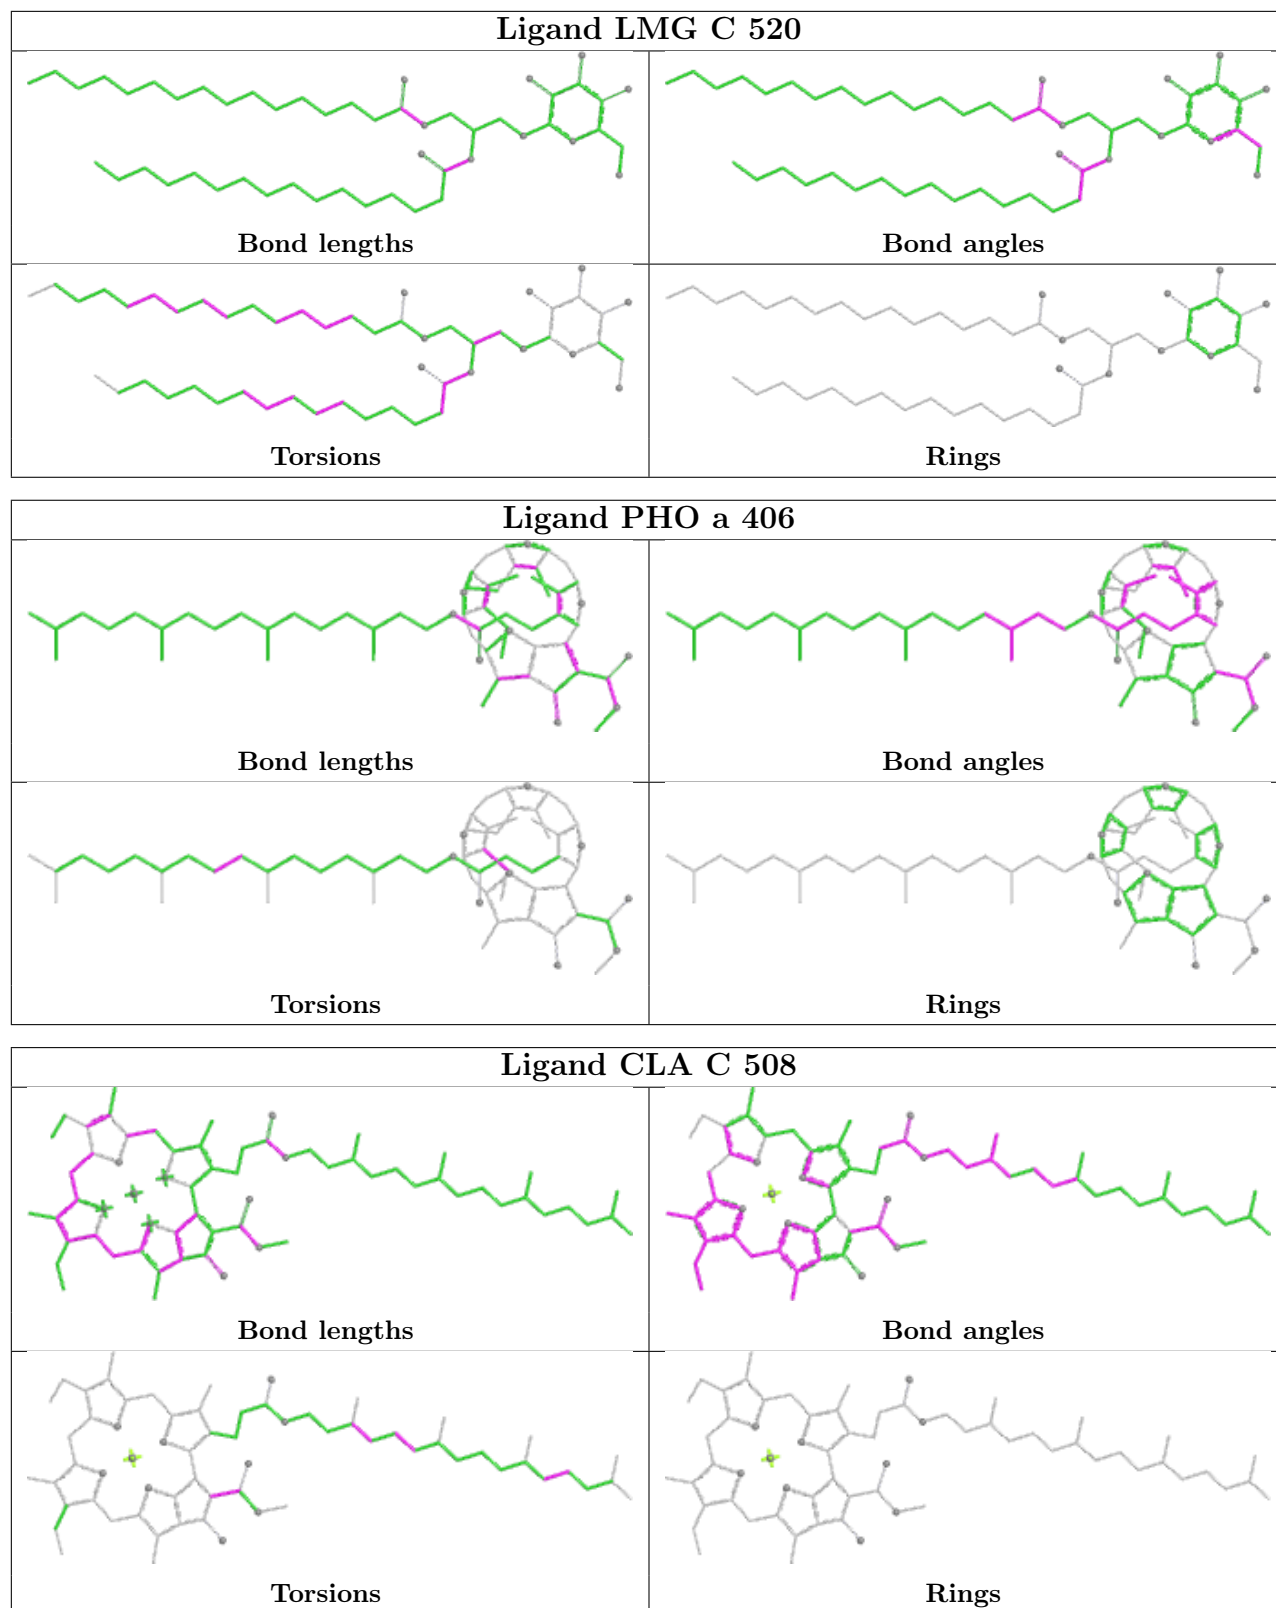 Ligand LMG C 520
Bond lengths
Bond angles
Torsions
Rings
Ligand PHO a 406
Bond lengths
Bond angles
Torsions
Rings
Ligand CLA C 508
Bond lengths
Bond angles
Torsions
Rings